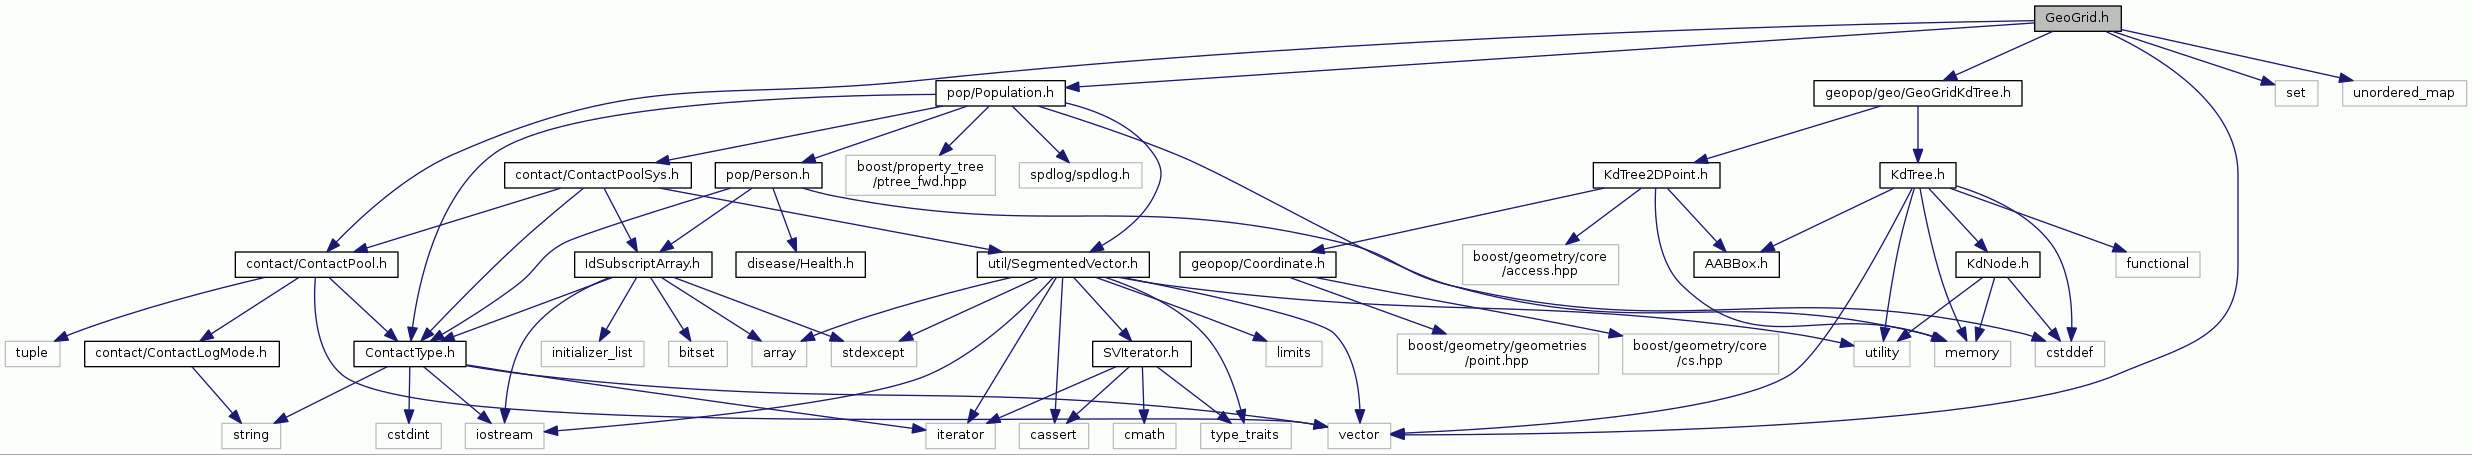 GeoGrid.h
pop/Population.h
geopop/geo/GeoGridKdTree.h
set
unordered_map
contact/ContactPoolSys.h
pop/Person.h
boost/property_tree
/ptree_fwd.hpp
spdlog/spdlog.h
KdTree2DPoint.h
KdTree.h
contact/ContactPool.h
IdSubscriptArray.h
disease/Health.h
util/SegmentedVector.h
geopop/Coordinate.h
boost/geometry/core
/access.hpp
AABBox.h
KdNode.h
functional
tuple
contact/ContactLogMode.h
ContactType.h
initializer_list
bitset
array
stdexcept
SVIterator.h
limits
boost/geometry/geometries
/point.hpp
boost/geometry/core
/cs.hpp
utility
memory
cstddef
string
cstdint
iostream
iterator
cassert
cmath
type_traits
vector